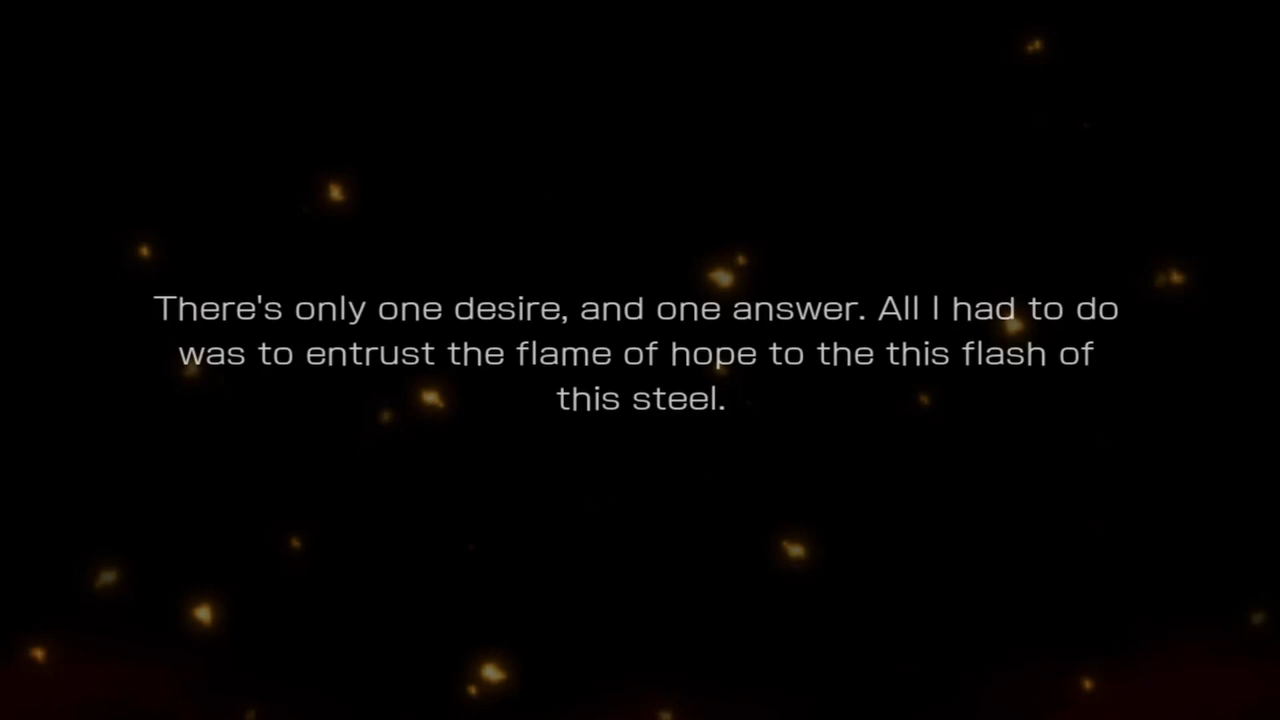 There's only one desire, and one answer. All I had to do
was to entrust the flame of hope to the this flash of
this steel.